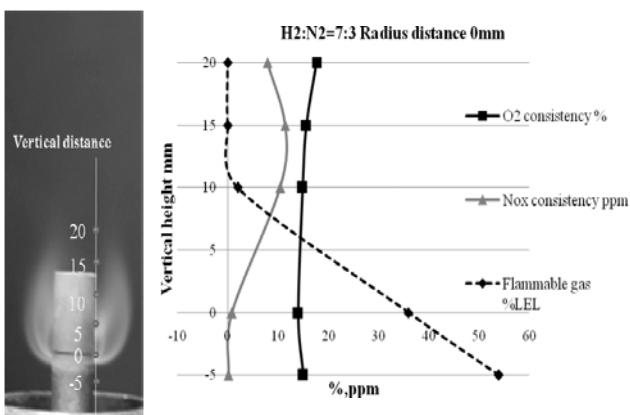 Vertical distance
20
15
10
5
0
-5
H2:N2=7:3 Radius distance 0mm
Vertical height mm
20
15
10
5
0
-5
-10
0
10
20
30
40
50
60
%,ppm
O2 consistency %
Nox consistency ppm
Flammable gas
%LEL